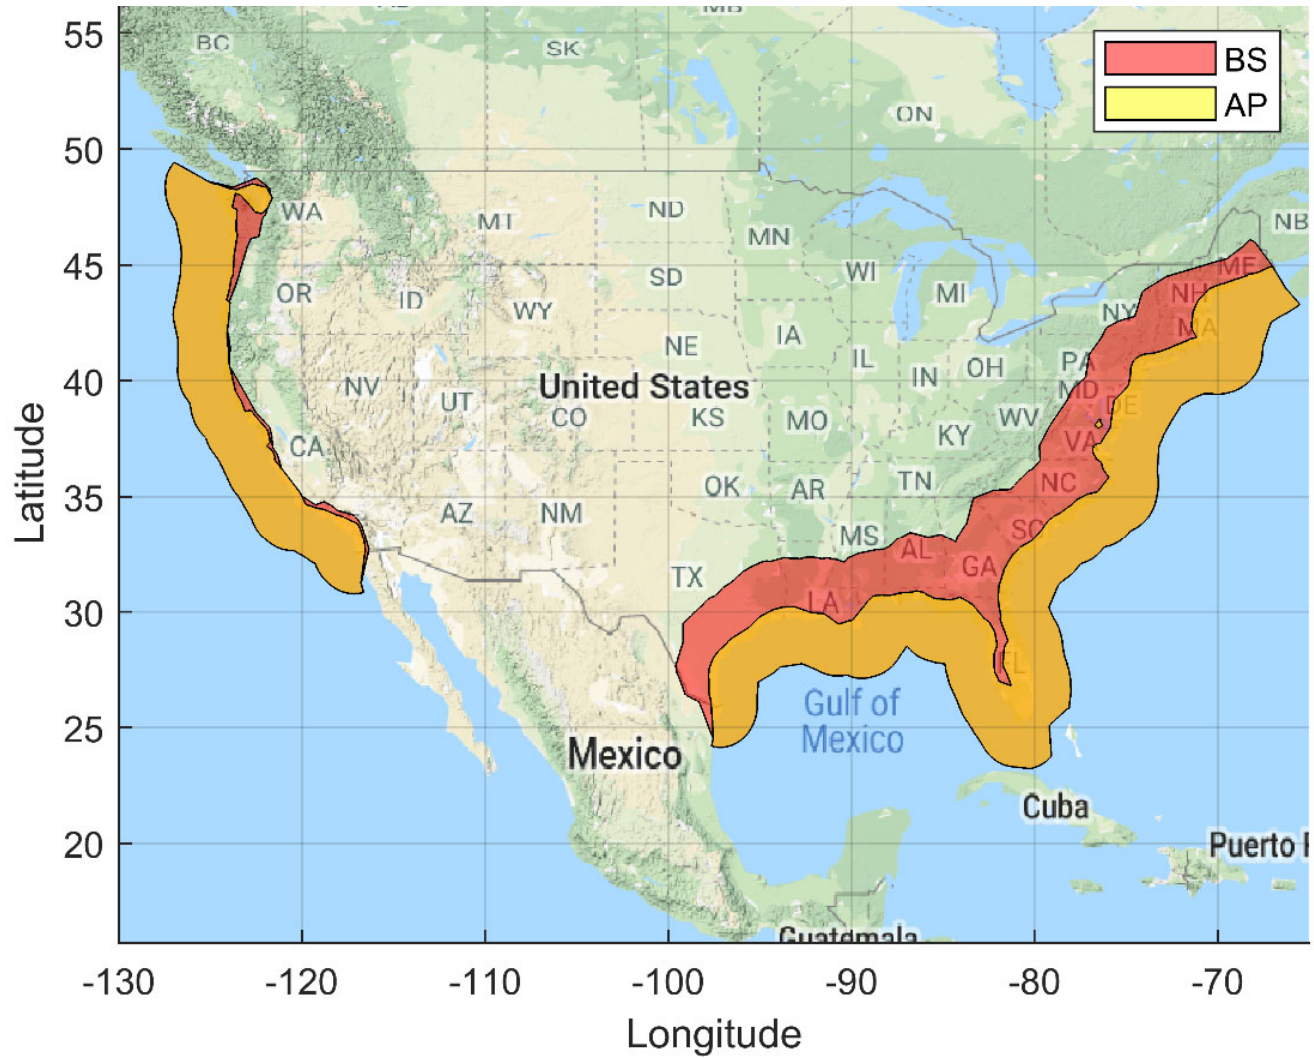 MB
BC
SK
ON
BS
AP
55
50
45
40
35
30
25
20
Latitude
WA
MT
ND
MN
NB
OR
ID
SD
WI
MI
ME
NH
WY
NY
MA
NE
IA
IL
IN
OH
PA
MD
DE
NV
UT
United States
CO
KS
MO
WV
KY
VA
CA
AZ
NM
OK
AR
TN
NC
SC
MS
AL
GA
TX
LA
FL
Gulf of
Mexico
Mexico
Cuba
Puerto
Guatemala
-130
-120
-110
-100
-90
-80
-70
Longitude